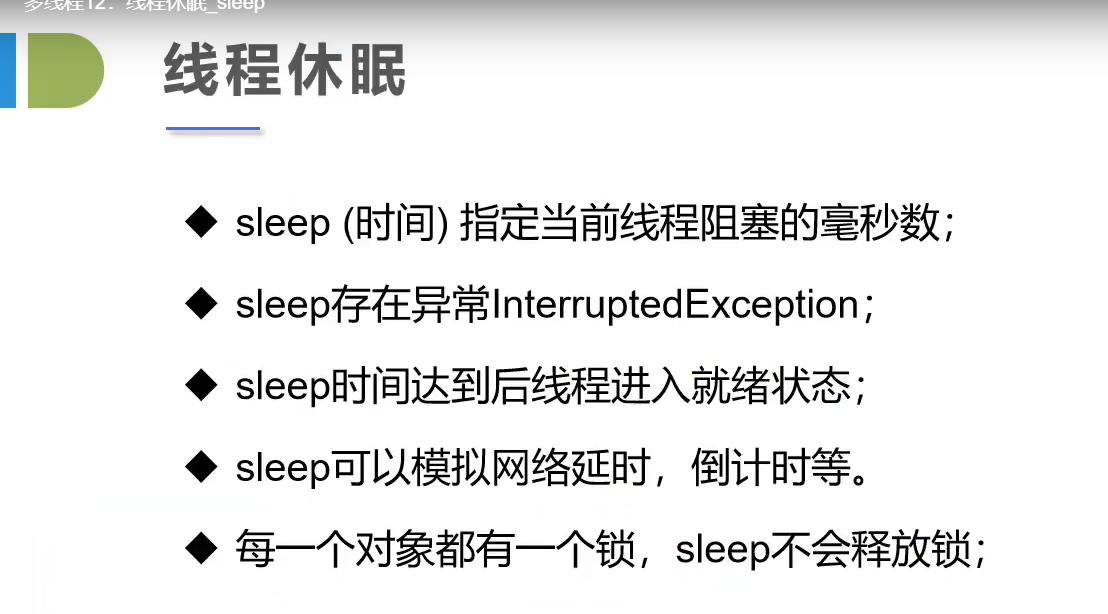 多线程12：线程休眠_sleep
线程休眠
sleep (时间) 指定当前线程阻塞的毫秒数；
sleep存在异常InterruptedException；
sleep时间达到后线程进入就绪状态；
sleep可以模拟网络延时，倒计时等。
每一个对象都有一个锁，sleep不会释放锁；